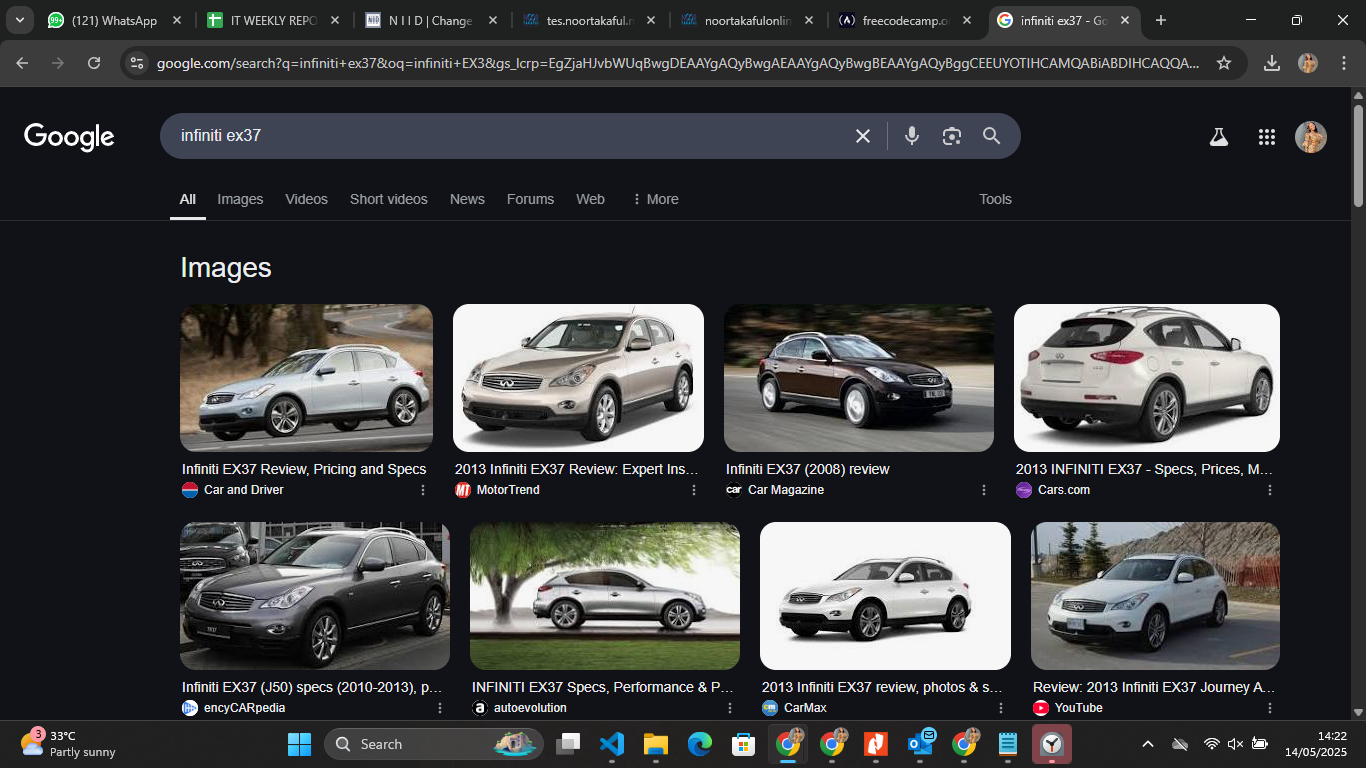 (121) WhatsApp
IT WEEKLY REPO
N I I D | Change
tes.noortakaful.n
noortakafulonlin
freecodecamp.o
infiniti ex37 - Go
google.com/search?q=infiniti+ex37&oq=infiniti+EX3&gs_lcrp=EgZjaHJvbWUqBwgDEAAYgAQyBwgAEAAYgAQyBwgBEAAYgAQyBggCEEUYOTIHCAMQABiABDIHCAQQA...
Google
infiniti ex37
All
Images
Videos
Short videos
News
Forums
Web
More
Tools
Images
Infiniti EX37 Review, Pricing and Specs
Car and Driver
2013 Infiniti EX37 Review: Expert Ins...
MotorTrend
Infiniti EX37 (2008) review
car
Car Magazine
2013 INFINITI EX37 - Specs, Prices, M...
Cars.com
Infiniti EX37 (J50) specs (2010-2013), p...
encyCARpedia
INFINITI EX37 Specs, Performance & P...
autoevolution
2013 Infiniti EX37 review, photos & s...
CarMax
Review: 2013 Infiniti EX37 Journey A...
YouTube
3
33°C
Partly sunny
Search
14:22
14/05/2025